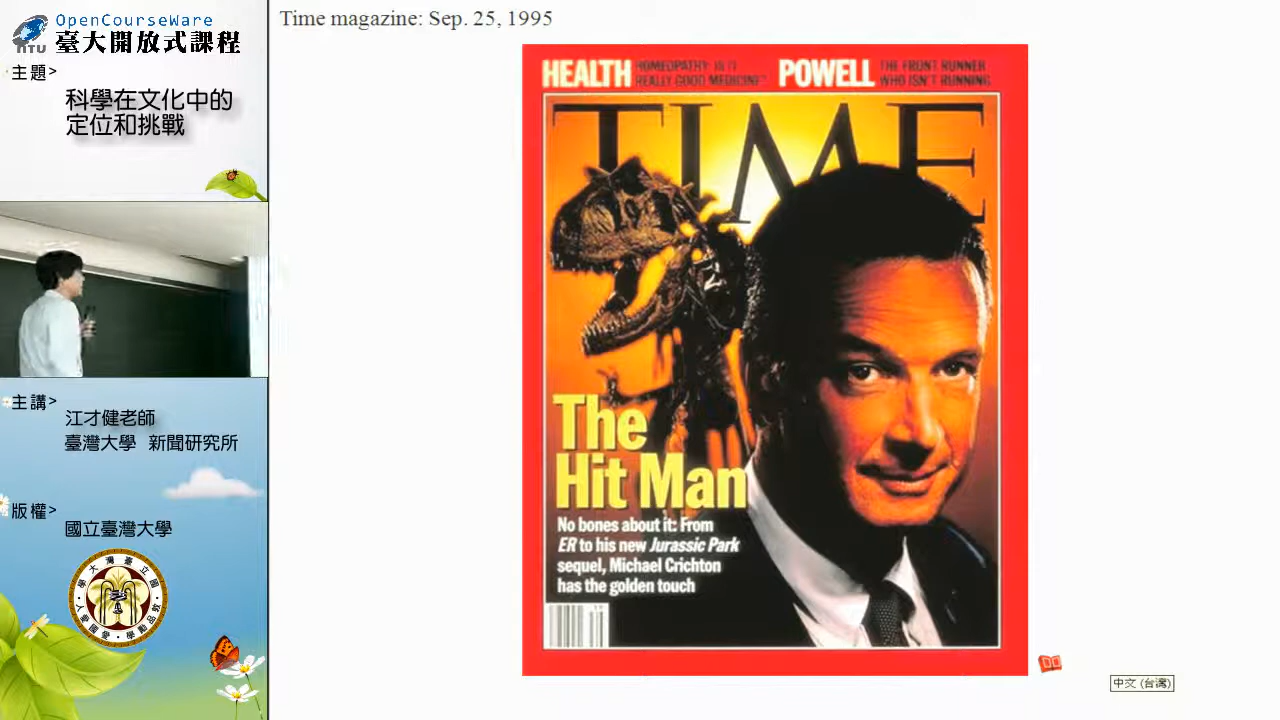 OpenCourseWare
NTU
臺大開放式課程
主題>
科學在文化中的
定位和挑戰
主講>
江才健老師
臺灣大學 新聞研究所
版權>
國立臺灣大學
Time magazine: Sep. 25, 1995
HEALTH HOMEOPATHY: IS IT
REALLY GOOD MEDICINE?
POWELL THE FRONT RUNNER
WHO ISN'T RUNNING
TIME
The
Hit Man
No bones about it: From
ER to his new Jurassic Park
sequel, Michael Crichton
has the golden touch
中文 (台灣)